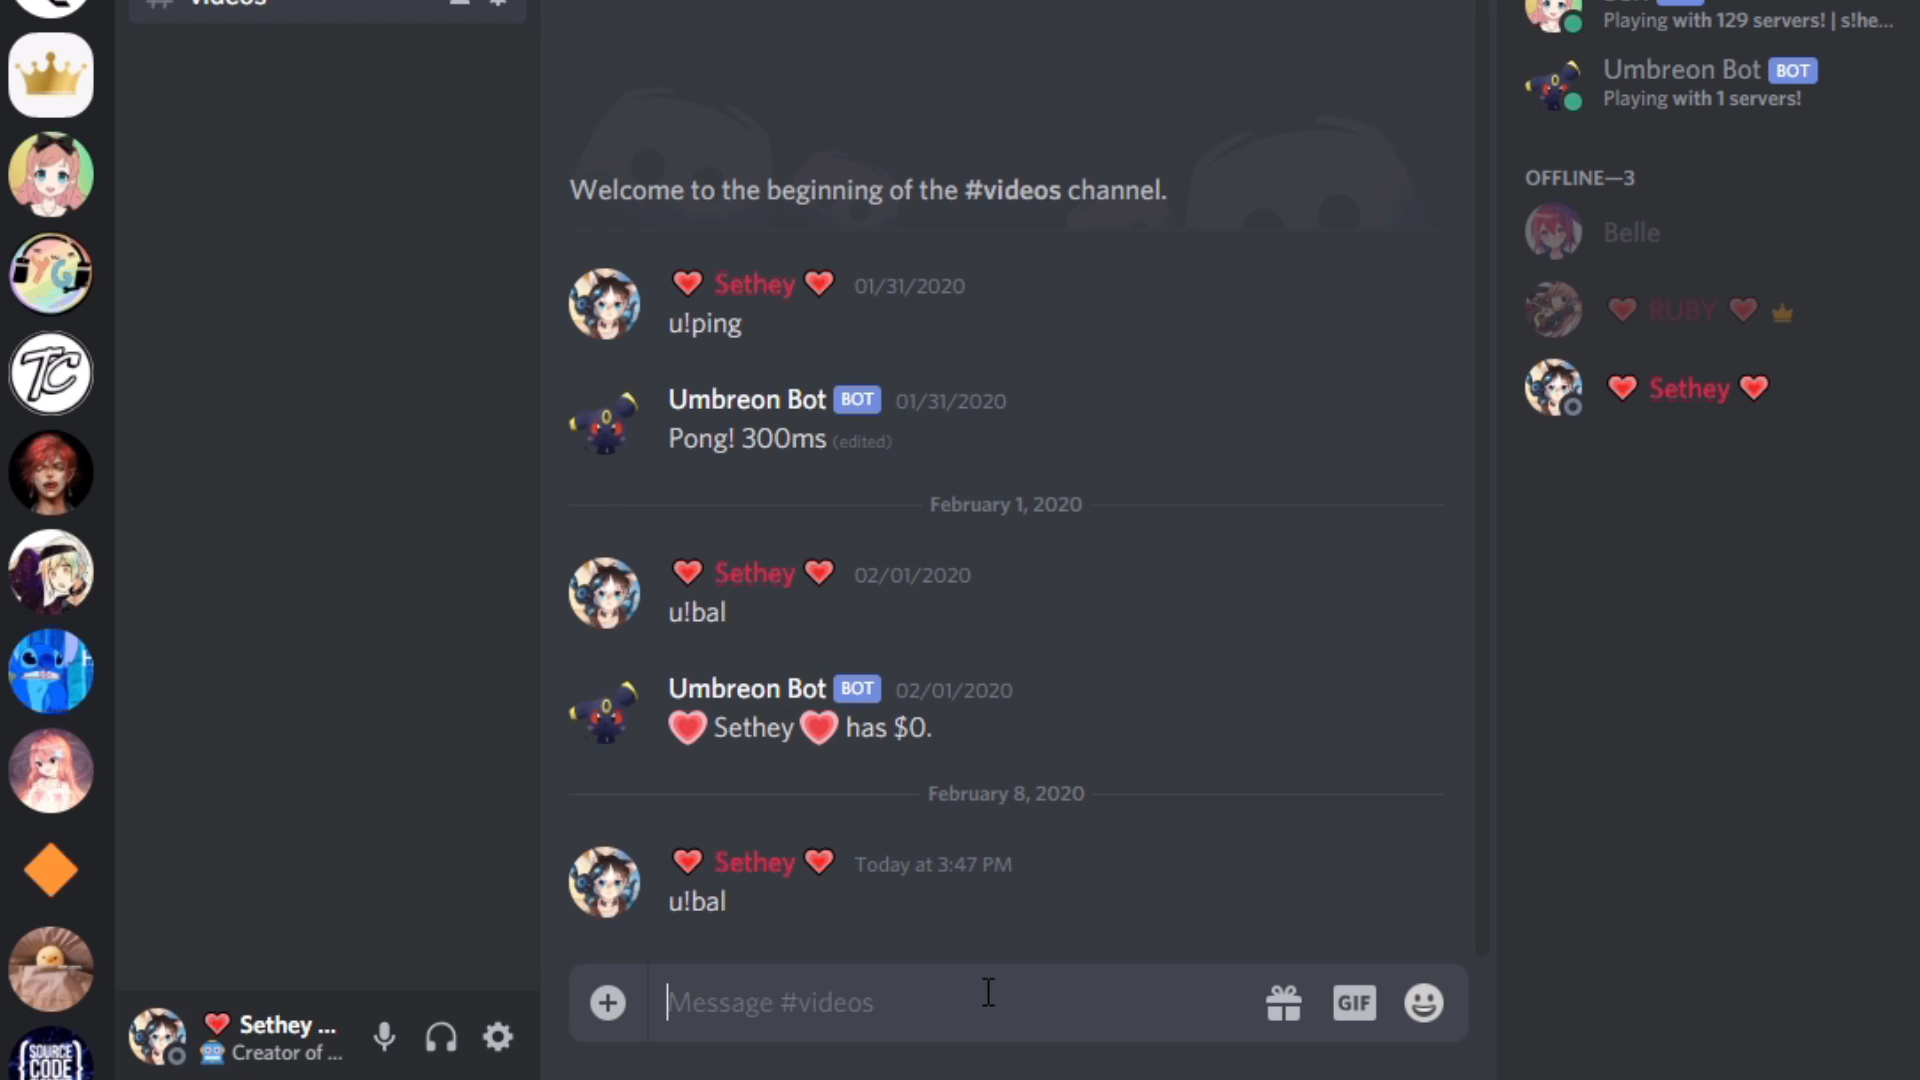 videos
Playing with 129 servers! | s!he...
Umbreon Bot BOT
Playing with 1 servers!
OFFLINE—3
Belle
RUBY
Sethey
Welcome to the beginning of the #videos channel.
Sethey 01/31/2020
u!ping
Umbreon Bot BOT 01/31/2020
Pong! 300ms (edited)
February 1, 2020
Sethey 02/01/2020
u!bal
Umbreon Bot BOT 02/01/2020
Sethey has $0.
February 8, 2020
Sethey Today at 3:47 PM
u!bal
Message #videos
GIF
Sethey ...
Creator of ...
YG
TC
{SOURCE
CODE